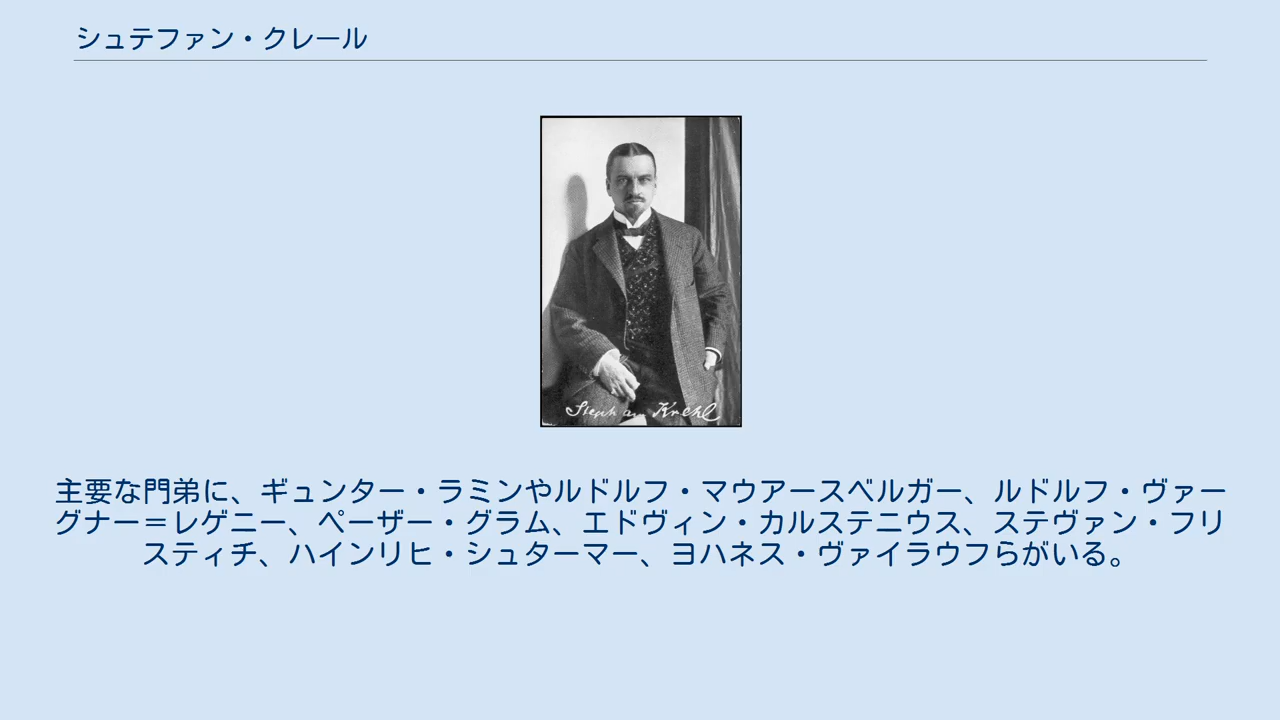 シュテファン・クレール
Stephan Krehl
主要な門弟に、ギュンター・ラミンやルドルフ・マウアースベルガー、ルドルフ・ヴァー
グナー＝レゲニー、ペーザー・グラム、エドヴィン・カルステニウス、ステヴァン・フリ
スティチ、ハインリヒ・シュターマー、ヨハネス・ヴァイラウフらがいる。